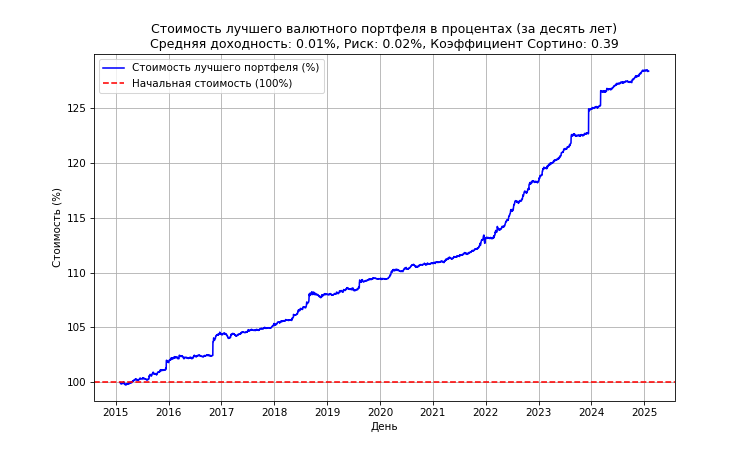 Стоимость лучшего валютного портфеля в процентах (за десять лет)
Средняя доходность: 0.01%, Риск: 0.02%, Коэффициент Сортино: 0.39
Стоимость лучшего портфеля (%)
Начальная стоимость (100%)
Стоимость (%)
125
120
115
110
105
100
2015 2016 2017 2018 2019 2020 2021 2022 2023 2024 2025
День